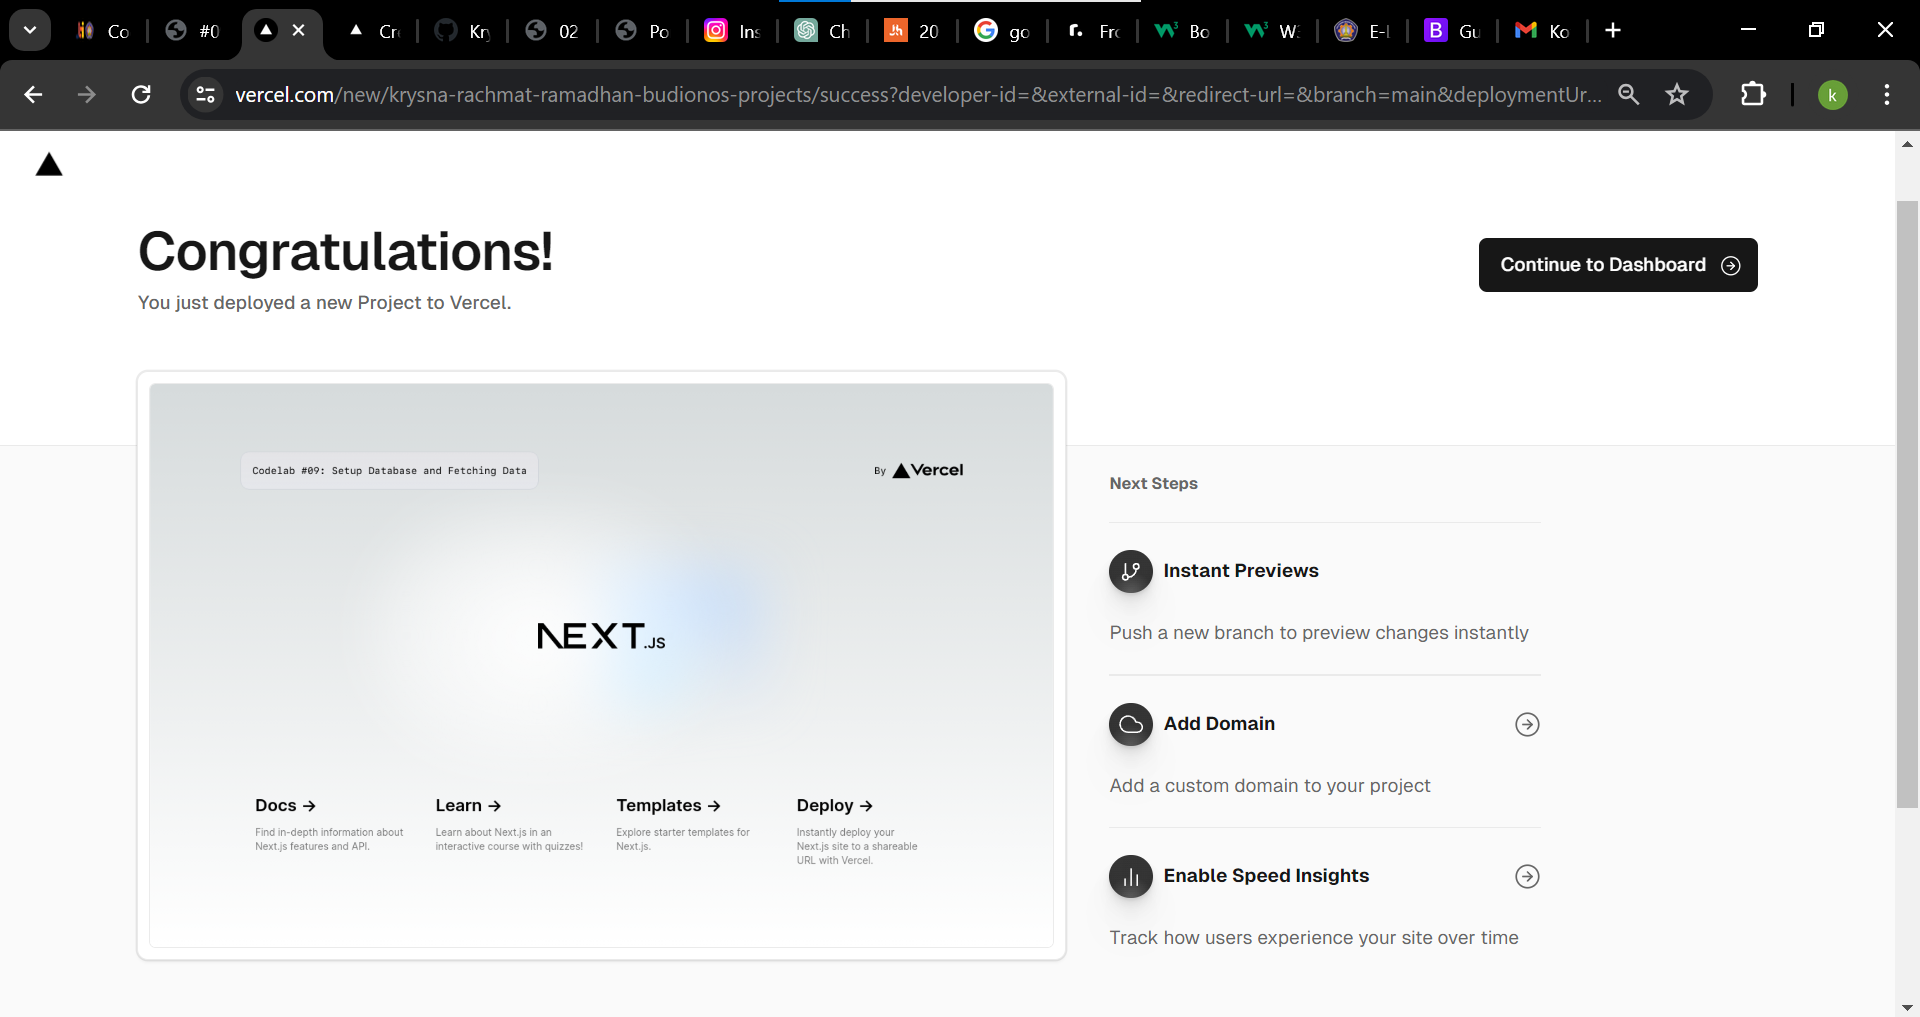 Co
#0
Cr
Kr
02
Po
Ins
Ch
20
go
Fro
Bo
W
E-L
B
Gu
Ko
vercel.com/new/krysna-rachmat-ramadhan-budionos-projects/success?developer-id=&external-id=&redirect-url=&branch=main&deploymentUr...
k
Congratulations!
You just deployed a new Project to Vercel.
Continue to Dashboard
Codelab #09: Setup Database and Fetching Data
By Vercel
NEXT.JS
Docs →
Find in-depth information about
Next.js features and API.
Learn →
Learn about Next.js in an
interactive course with quizzes!
Templates →
Explore starter templates for
Next.js.
Deploy →
Instantly deploy your
Next.js site to a shareable
URL with Vercel.
Next Steps
Instant Previews
Push a new branch to preview changes instantly
Add Domain
Add a custom domain to your project
Enable Speed Insights
Track how users experience your site over time